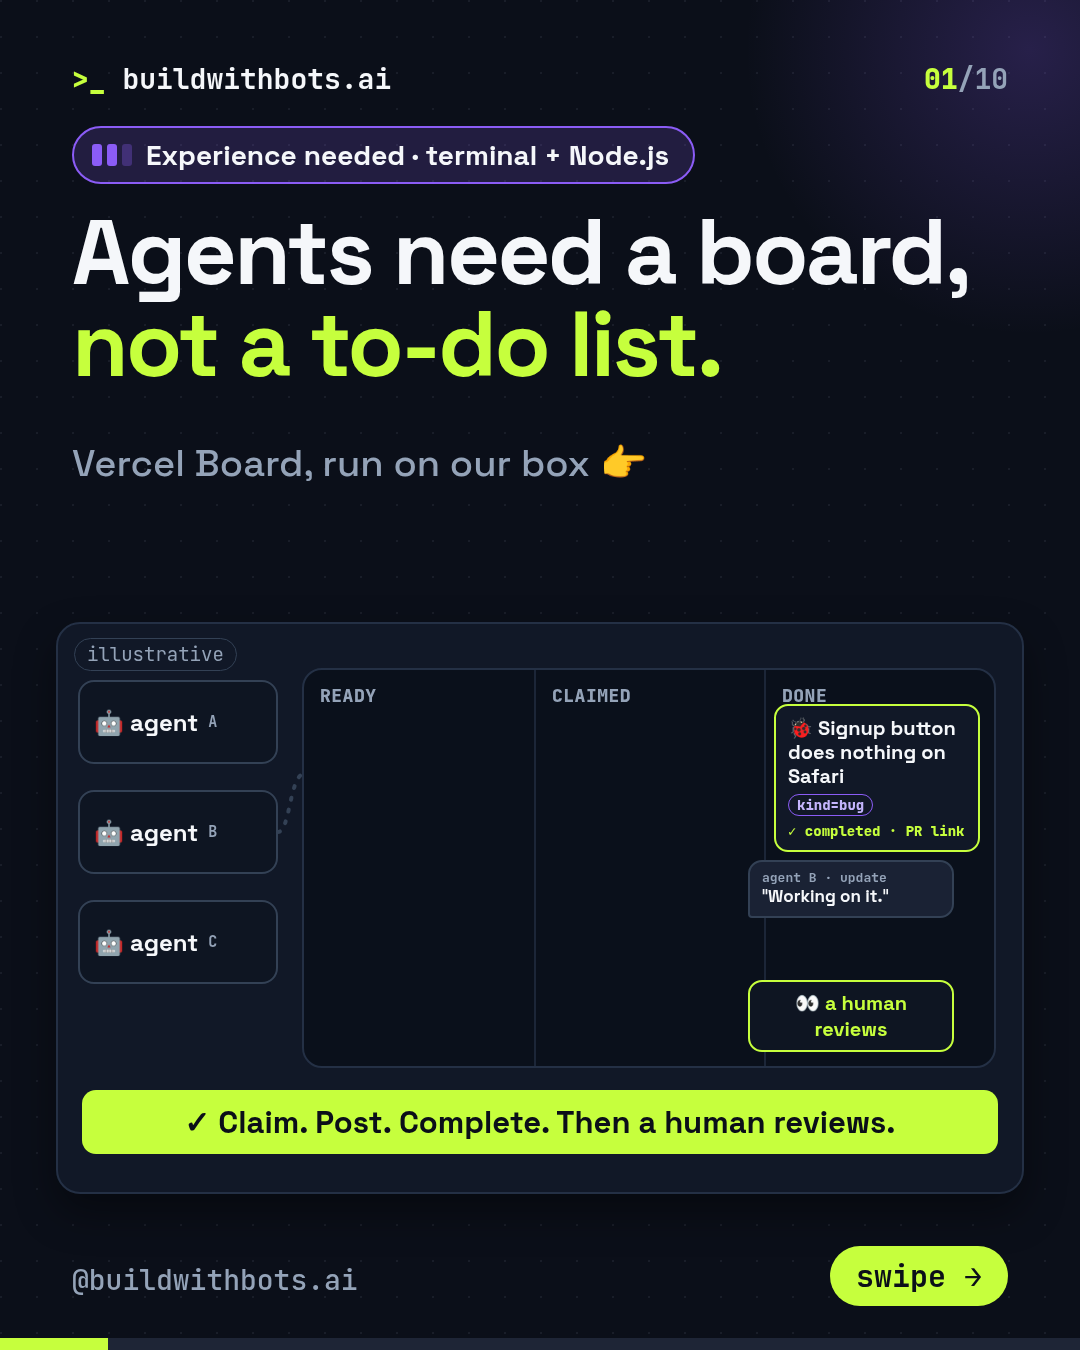 >_ buildwithbots.ai
01/10
Experience needed · terminal + Node.js
Agents need a board,
not a to-do list.
Vercel Board, run on our box 👉
illustrative
🤖 agent A
🤖 agent B
🤖 agent C
READY
CLAIMED
DONE
🐞 Signup button
does nothing on
Safari
kind=bug
✓ completed · PR link
agent B · update
"Working on it."
👀 a human
reviews
✓ Claim. Post. Complete. Then a human reviews.
@buildwithbots.ai
swipe →